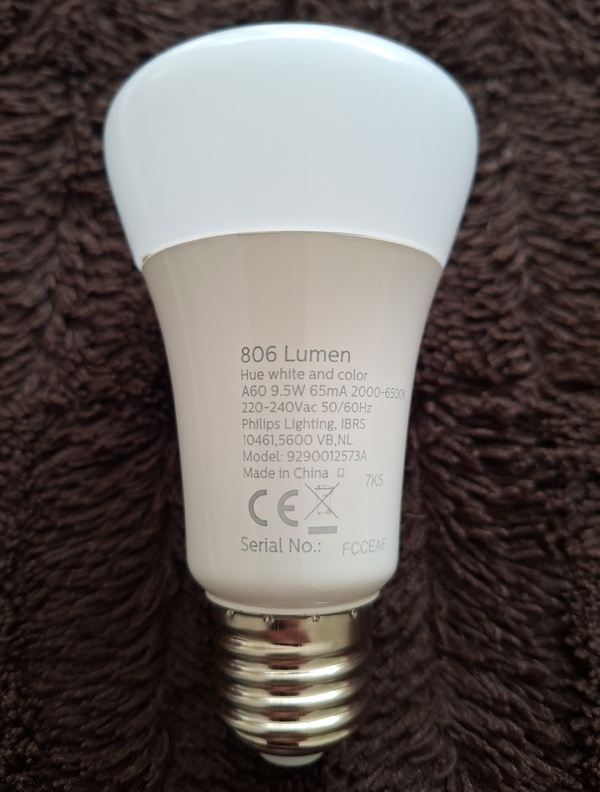 806 Lumen
Hue white and color
A60 9.5W 65mA 2000-6500K
220-240Vac 50/60Hz
Philips Lighting, IBRS
10461,5600 VB,NL
Model: 9290012573A
Made in China
7K5
CE
Serial No.: FCCEAF